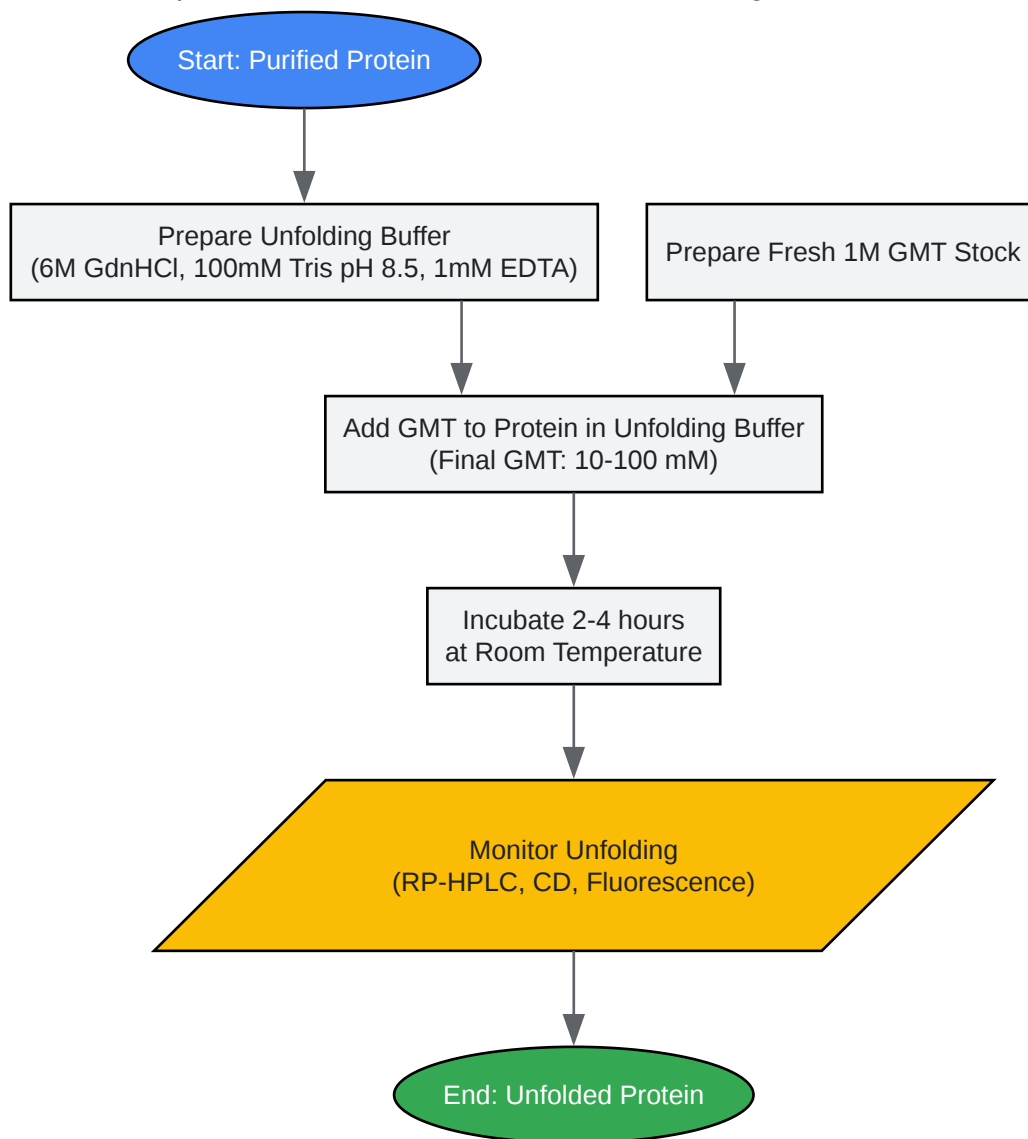 Start: Purified Protein
Prepare Unfolding Buffer
(6M GdnHCl, 100mM Tris pH 8.5, 1mM EDTA)
Prepare Fresh 1M GMT Stock
Add GMT to Protein in Unfolding Buffer
(Final GMT: 10-100 mM)
Incubate 2-4 hours
at Room Temperature
Monitor Unfolding
(RP-HPLC, CD, Fluorescence)
End: Unfolded Protein